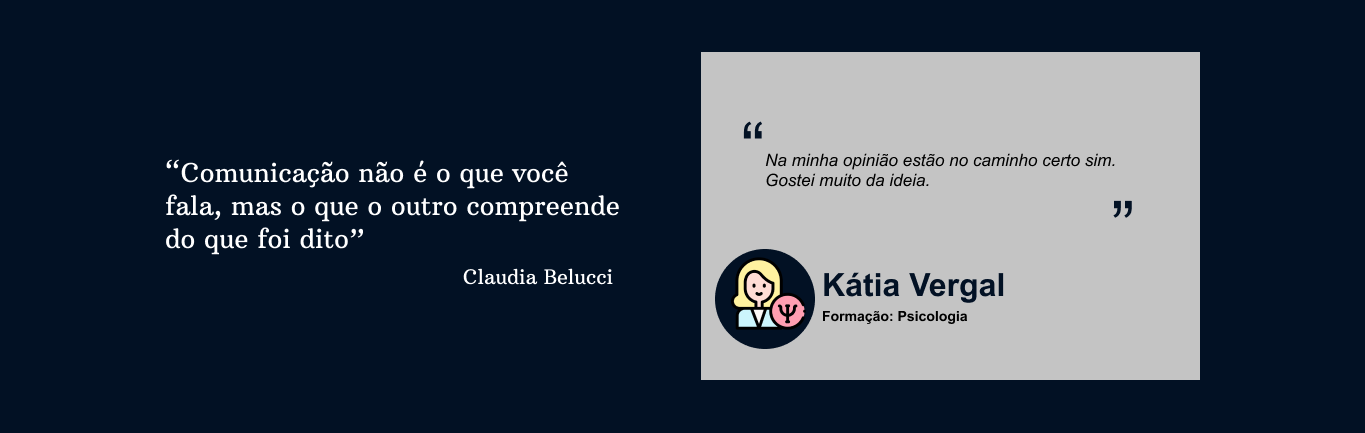 “Comunicação não é o que você
fala, mas o que o outro compreende
do que foi dito”
Claudia Belucci
“
Na minha opinião estão no caminho certo sim.
Gostei muito da ideia.
”
Kátia Vergal
Formação: Psicologia